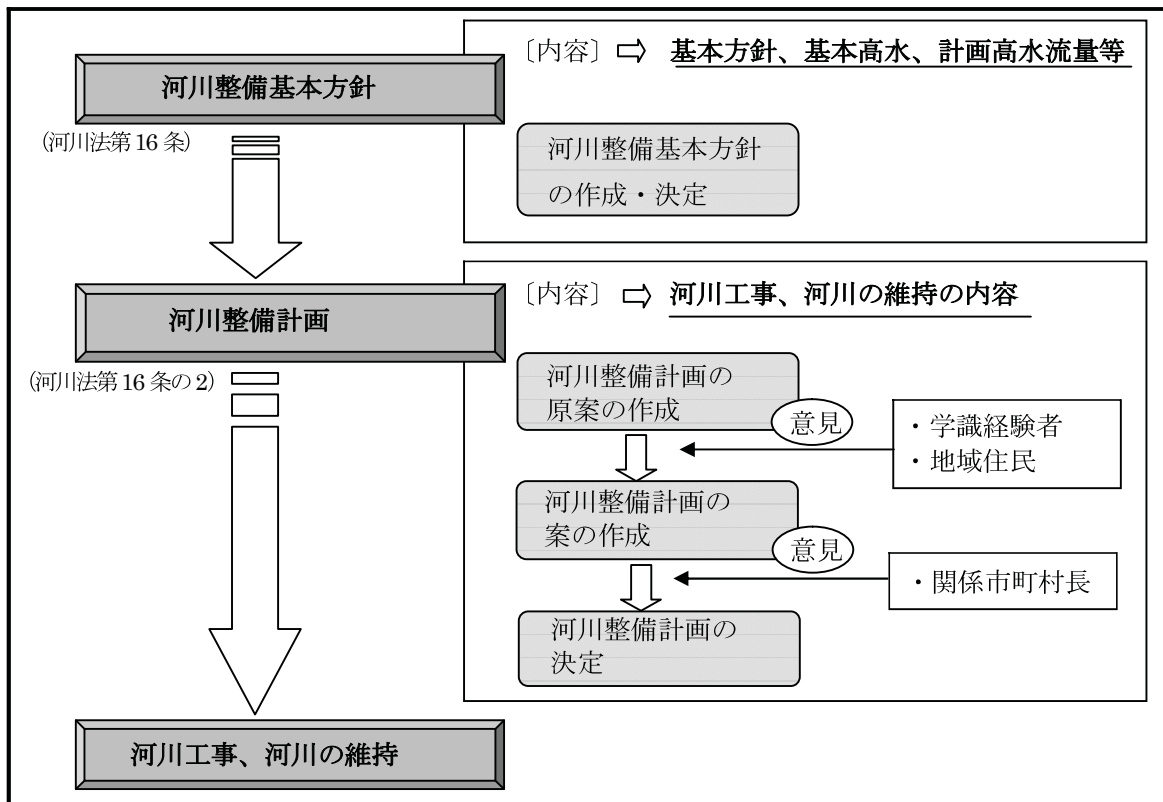 河川整備基本方針
(河川法第16条)
〔内容〕 ⇨ 基本方針、基本高水、計画高水流量等
河川整備基本方針
の作成・決定
河川整備計画
(河川法第16条の2)
〔内容〕 ⇨ 河川工事、河川の維持の内容
河川整備計画の
原案の作成
意見
・学識経験者
・地域住民
河川整備計画の
案の作成
意見
・関係市町村長
河川整備計画の
決定
河川工事、河川の維持